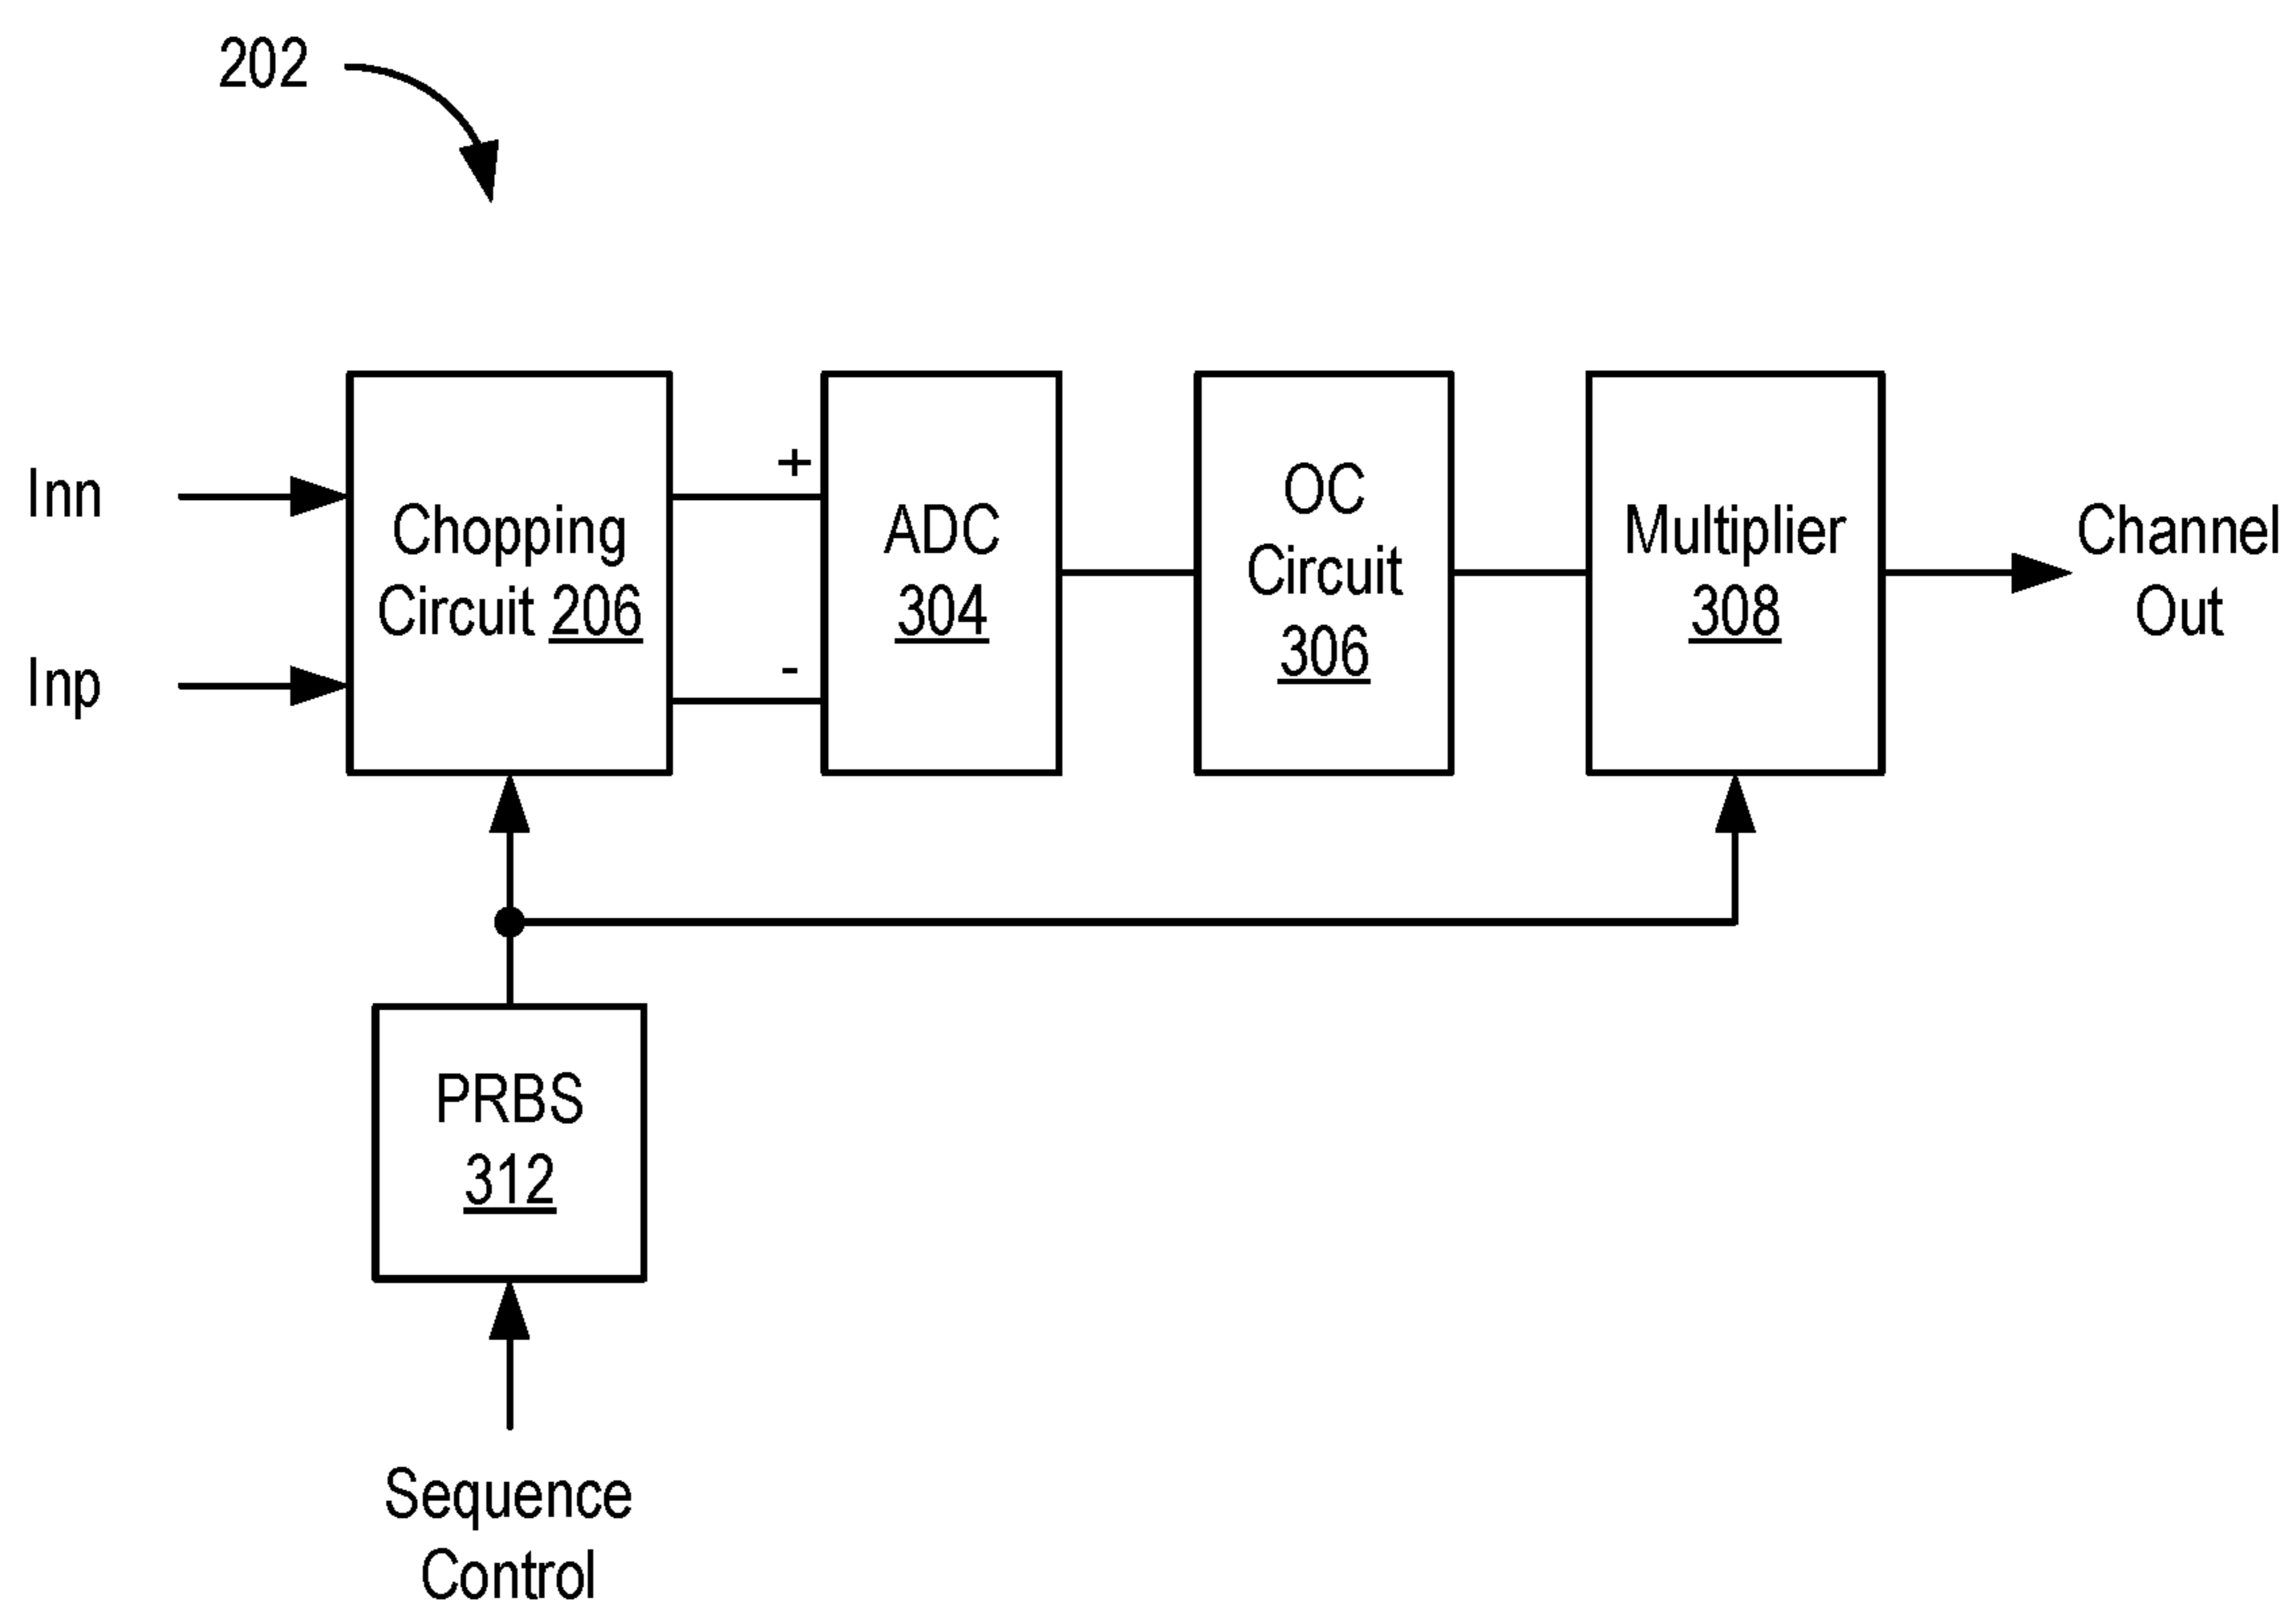 202
Inn
Inp
Chopping
Circuit 206
+
-
ADC
304
OC
Circuit
306
Multiplier
308
Channel
Out
PRBS
312
Sequence
Control